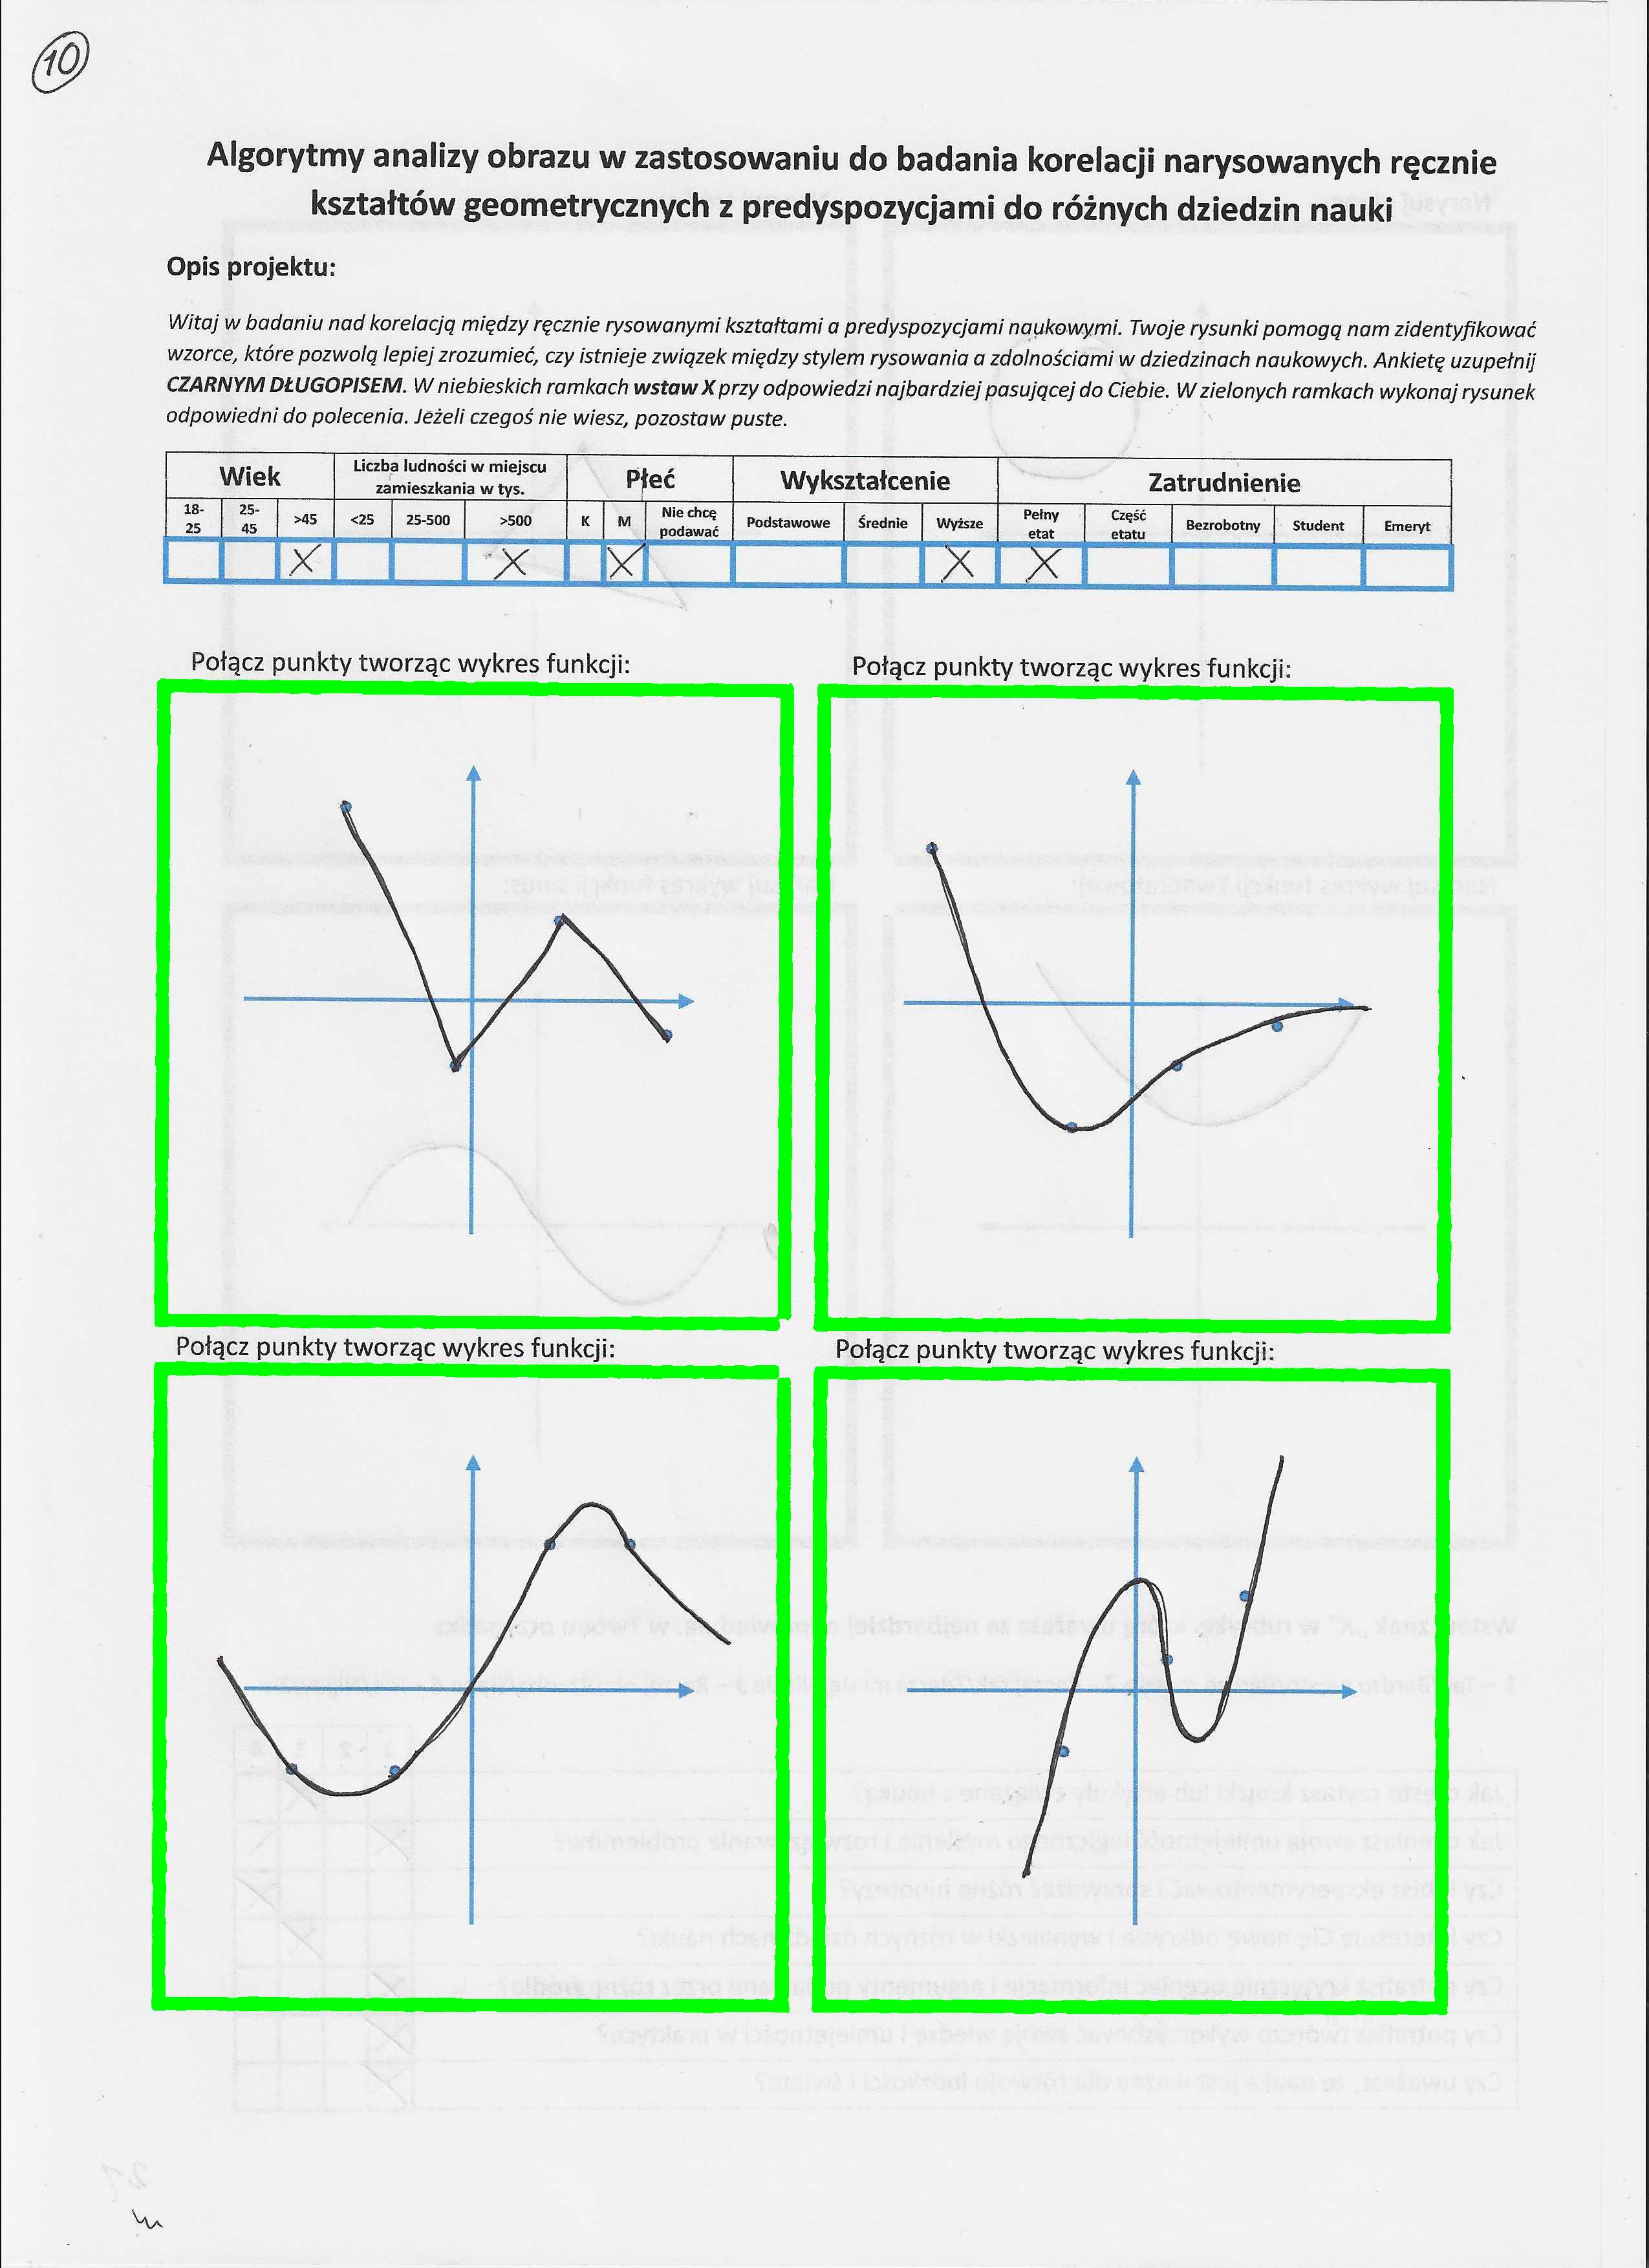 10
Algorytmy analizy obrazu w zastosowaniu do badania korelacji narysowanych ręcznie
kształtów geometrycznych z predyspozycjami do różnych dziedzin nauki
Opis projektu:
Witaj w badaniu nad korelacją między ręcznie rysowanymi kształtami a predyspozycjami naukowymi. Twoje rysunki pomogą nam zidentyfikować
wzorce, które pozwolą lepiej zrozumieć, czy istnieje związek między stylem rysowania a zdolnościami w dziedzinach naukowych. Ankietę uzupełnij
CZARNYM DŁUGOPISEM. W niebieskich ramkach wstaw X przy odpowiedzi najbardziej pasującej do Ciebie. W zielonych ramkach wykonaj rysunek
odpowiedni do polecenia. Jeżeli czegoś nie wiesz, pozostaw puste.
Wiek Liczba ludności w miejscu zamieszkania w tys. Płeć Wykształcenie Zatrudnienie
18-25 25-45 >45 <25 25-500 >500 K M Nie chcę podawać Podstawowe Średnie Wyższe Pełny etat Część etatu Bezrobotny Student Emeryt
X X X X X
Połącz punkty tworząc wykres funkcji: Połącz punkty tworząc wykres funkcji:
Połącz punkty tworząc wykres funkcji: Połącz punkty tworząc wykres funkcji: